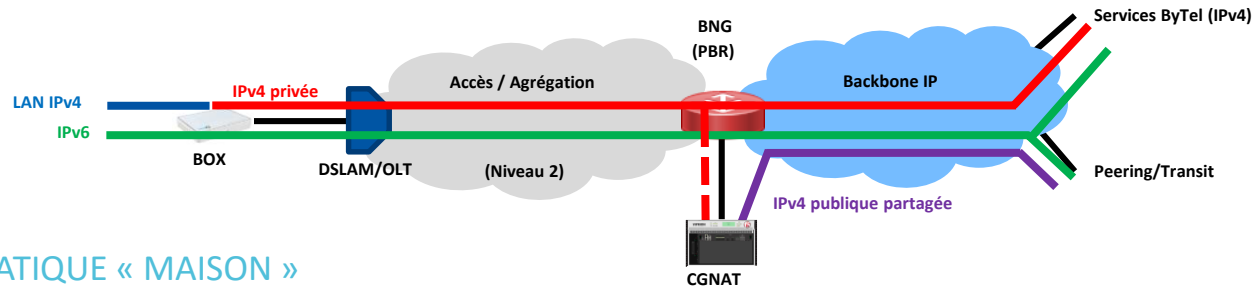 Services ByTel (IPv4)
BNG
(PBR)
Accès / Agrégation
Backbone IP
IPv4 privée
LAN IPv4
IPv6
BOX
DSLAM/OLT
(Niveau 2)
Peering/Transit
IPv4 publique partagée
CGNAT
ATIQUE « MAISON »